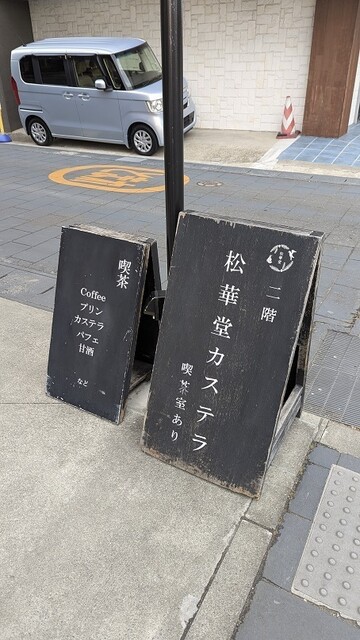 喫茶
Coffee
プリン
カステラ
パフェ
甘酒
など
二階
松華堂カステラ
喫茶室あり